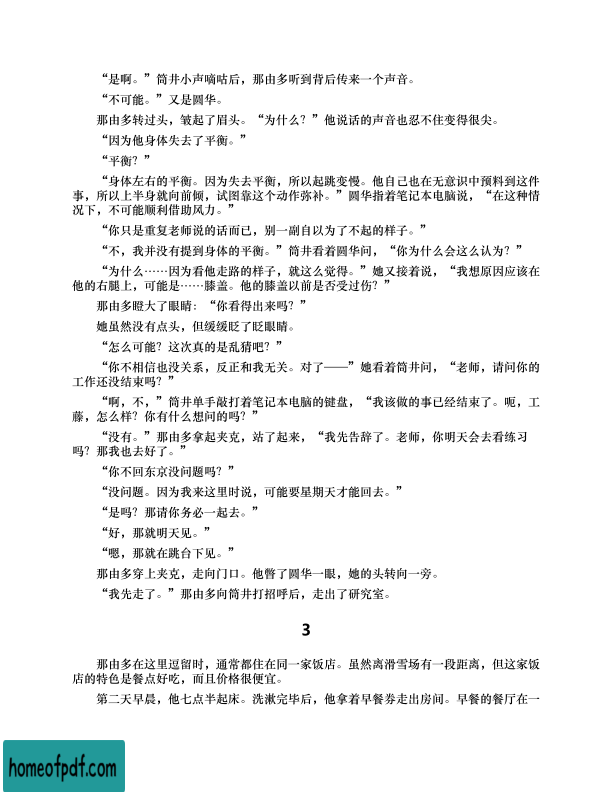 “是啊。”筒井小声嘀咕后，那由多听到背后传来一个声音。
“不可能。”又是圆华。
那由多转过头，皱起了眉头。“为什么？”他说话的声音也忍不住变得很尖。
“因为他身体失去了平衡。”
“平衡？”
“身体左右的平衡。因为失去平衡，所以起跳变慢。他自己也在无意识中预料到这件
事，所以上半身就向前倾，试图靠这个动作弥补。”圆华指着笔记本电脑说，“在这种情
况下，不可能顺利借助风力。”
“你只是重复老师说的话而已，别一副自以为了不起的样子。”
“不，我并没有提到身体的平衡。”筒井看着圆华问，“你为什么会这么认为？”
“为什么……因为看他走路的样子，就这么觉得。”她又接着说，“我想原因应该在
他的右腿上，可能是……膝盖。他的膝盖以前是否受过伤？”
那由多瞪大了眼睛：“你看得出来吗？”
她虽然没有点头，但缓缓眨了眨眼睛。
“怎么可能？这次真的是乱猜吧？”
“你不相信也没关系，反正和我无关。对了——”她看着筒井问，“老师，请问你的
工作还没结束吗？”
“啊，不，”筒井单手敲打着笔记本电脑的键盘，“我该做的事已经结束了。呃，工
藤，怎么样？你有什么想问的吗？”
“没有。”那由多拿起夹克，站了起来，“我先告辞了。老师，你明天会去看练习
吗？那我也去好了。”
“你不回东京没问题吗？”
“没问题。因为我来这里时说，可能要星期天才能回去。”
“是吗？那请你务必一起去。”
“好，那就明天见。”
“嗯，那就在跳台下见。”
那由多穿上夹克，走向门口。他瞥了圆华一眼，她的头转向一旁。
“我先走了。”那由多向筒井打招呼后，走出了研究室。
3
那由多在这里逗留时，通常都住在同一家饭店。虽然离滑雪场有一段距离，但这家饭
店的特色是餐点好吃，而且价格很便宜。
第二天早晨，他七点半起床。洗漱完毕后，他拿着早餐券走出房间。早餐的餐厅在一
homeofpdf.com